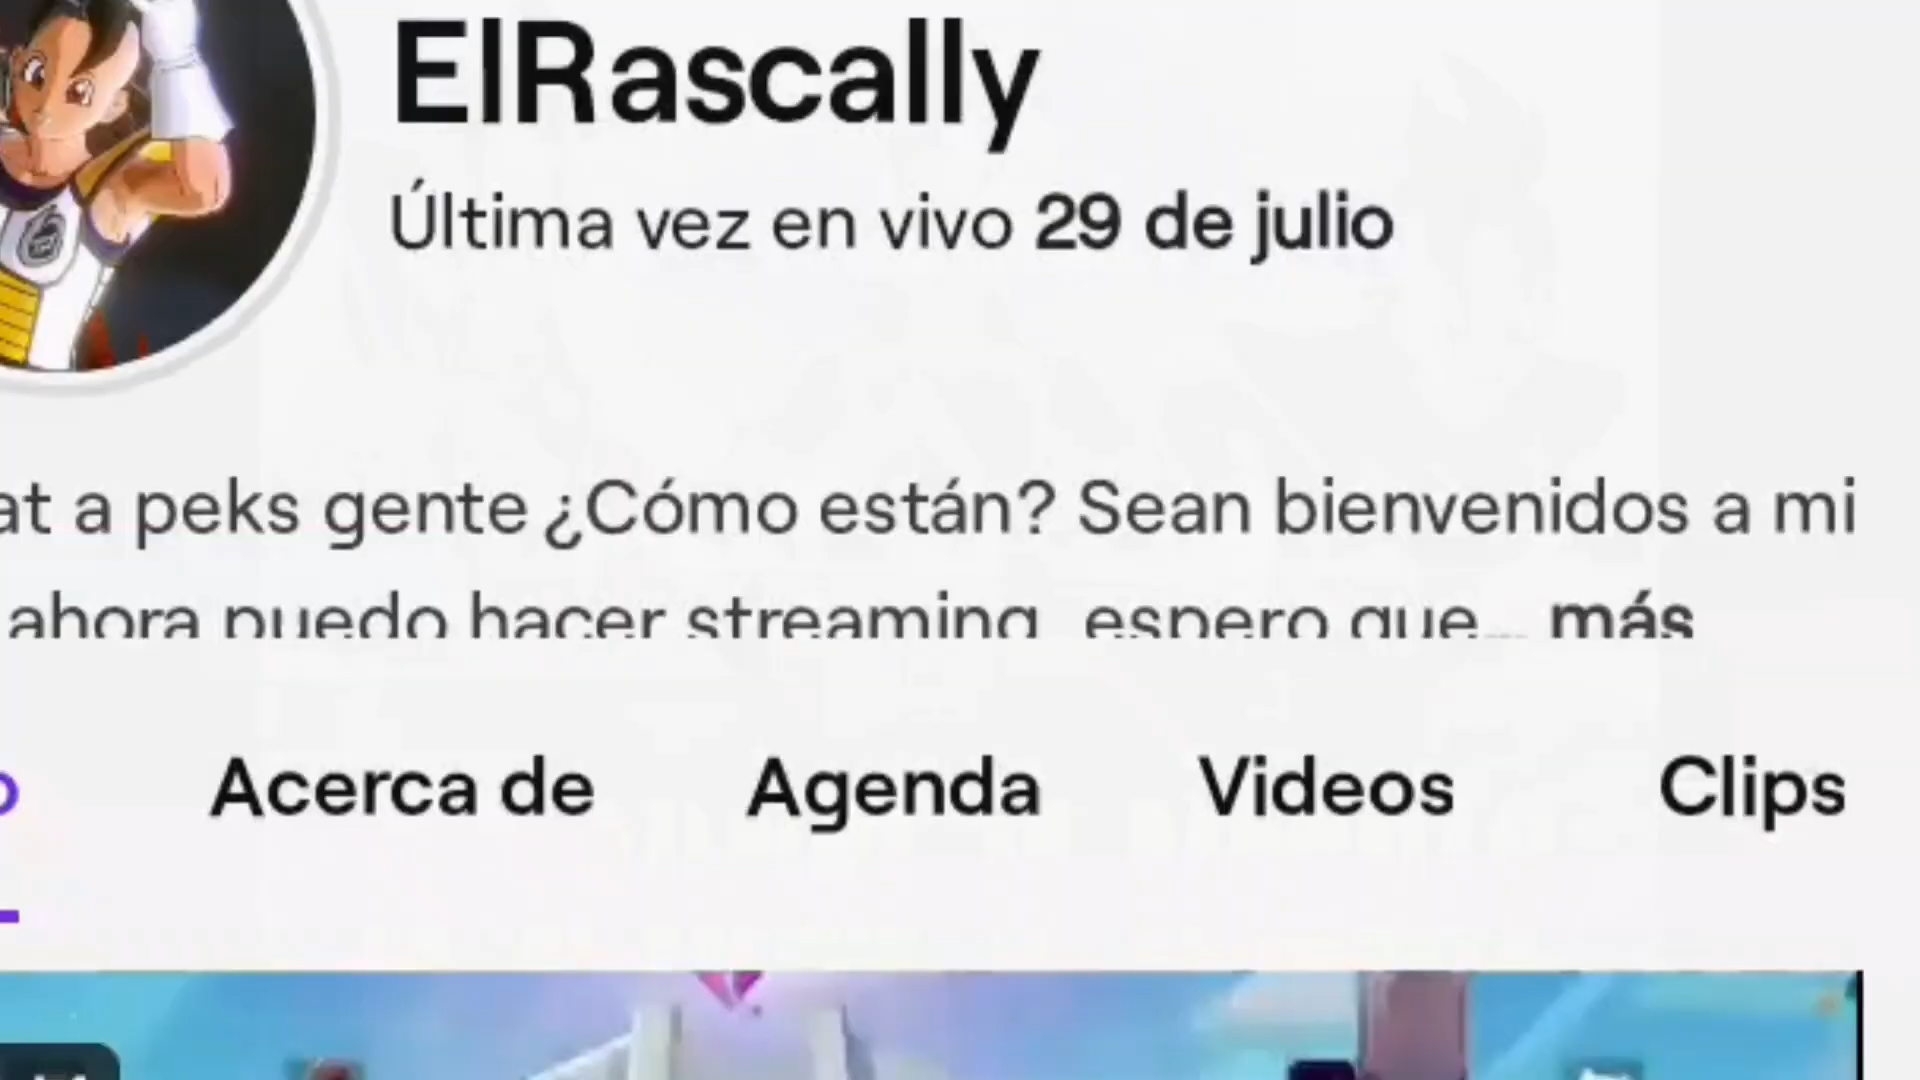 ElRascally
Última vez en vivo 29 de julio
a peks gente ¿Cómo están? Sean bienvenidos a mi
ahora puedo hacer streaming, espero que... más
Acerca de
Agenda
Videos
Clips